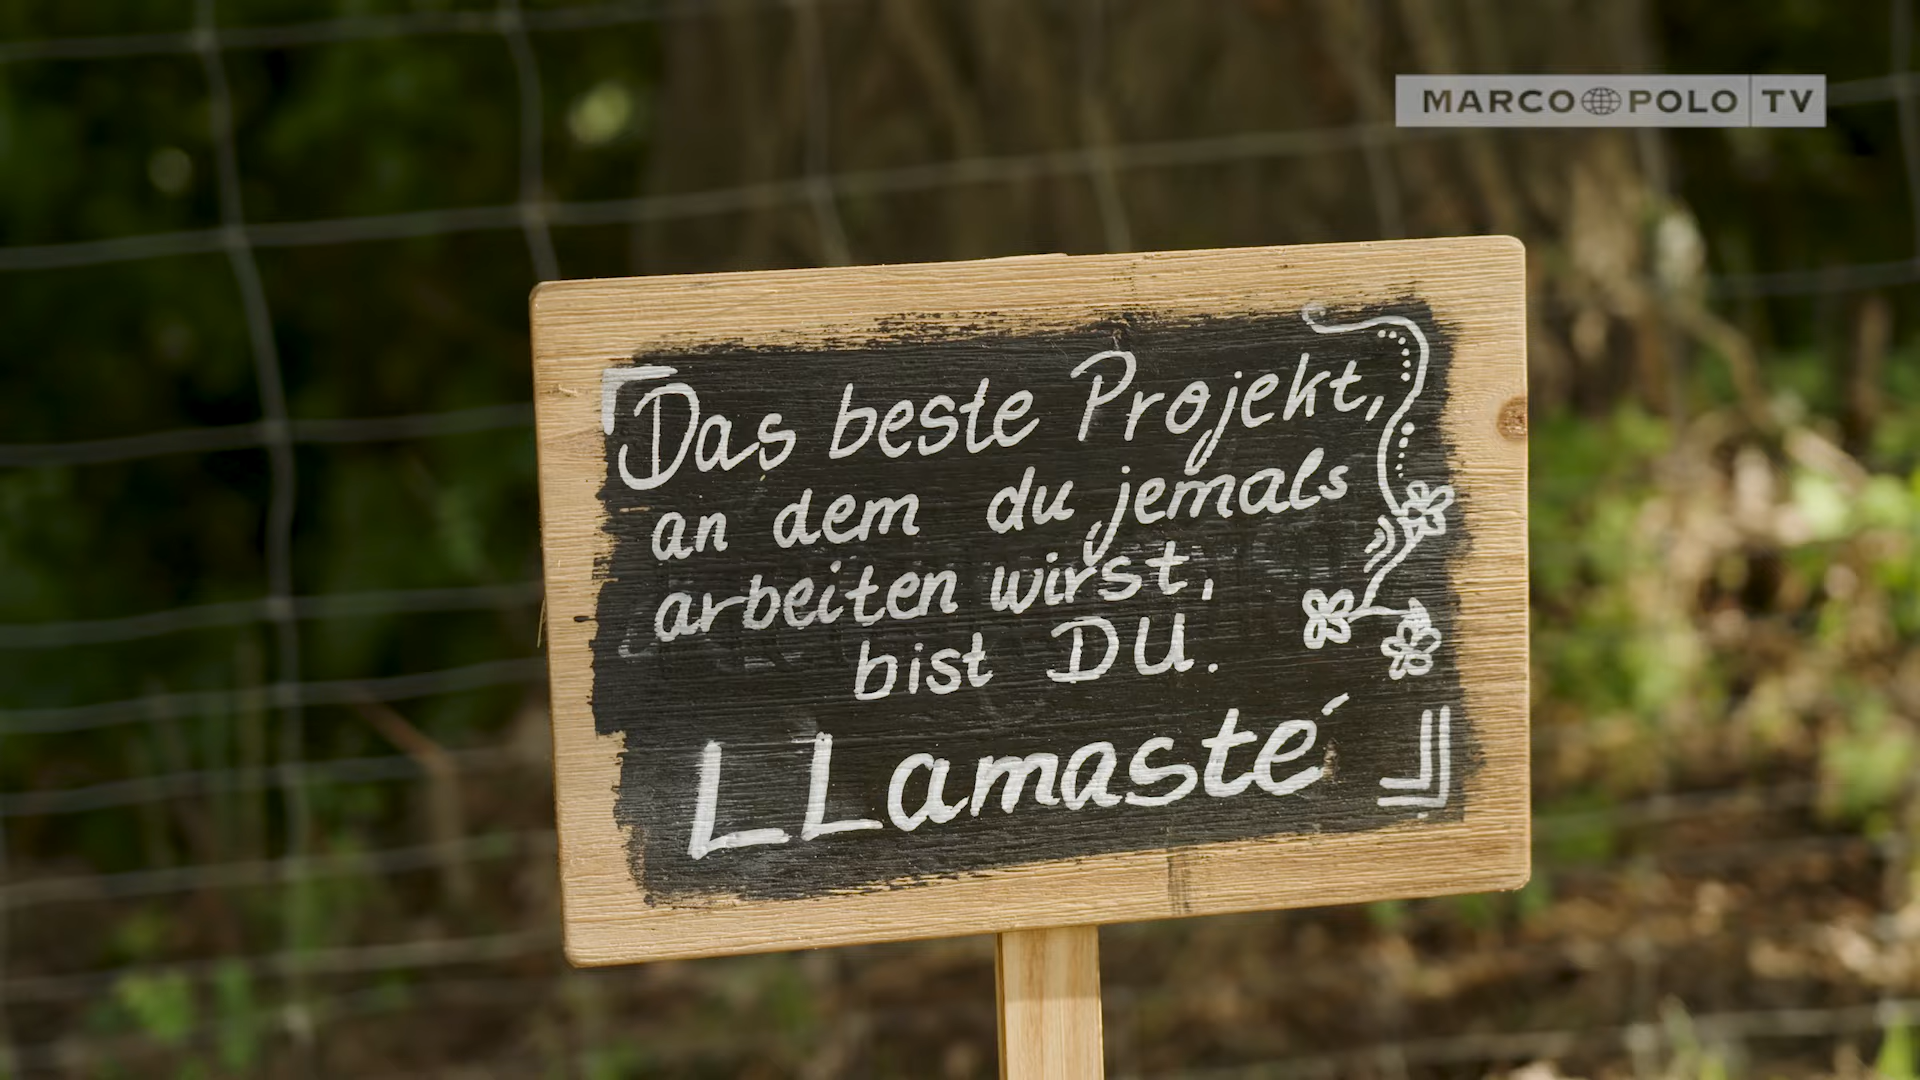 MARCO POLO TV
Das beste Projekt,
an dem du jemals
arbeiten wirst,
bist DU.
LLamasté